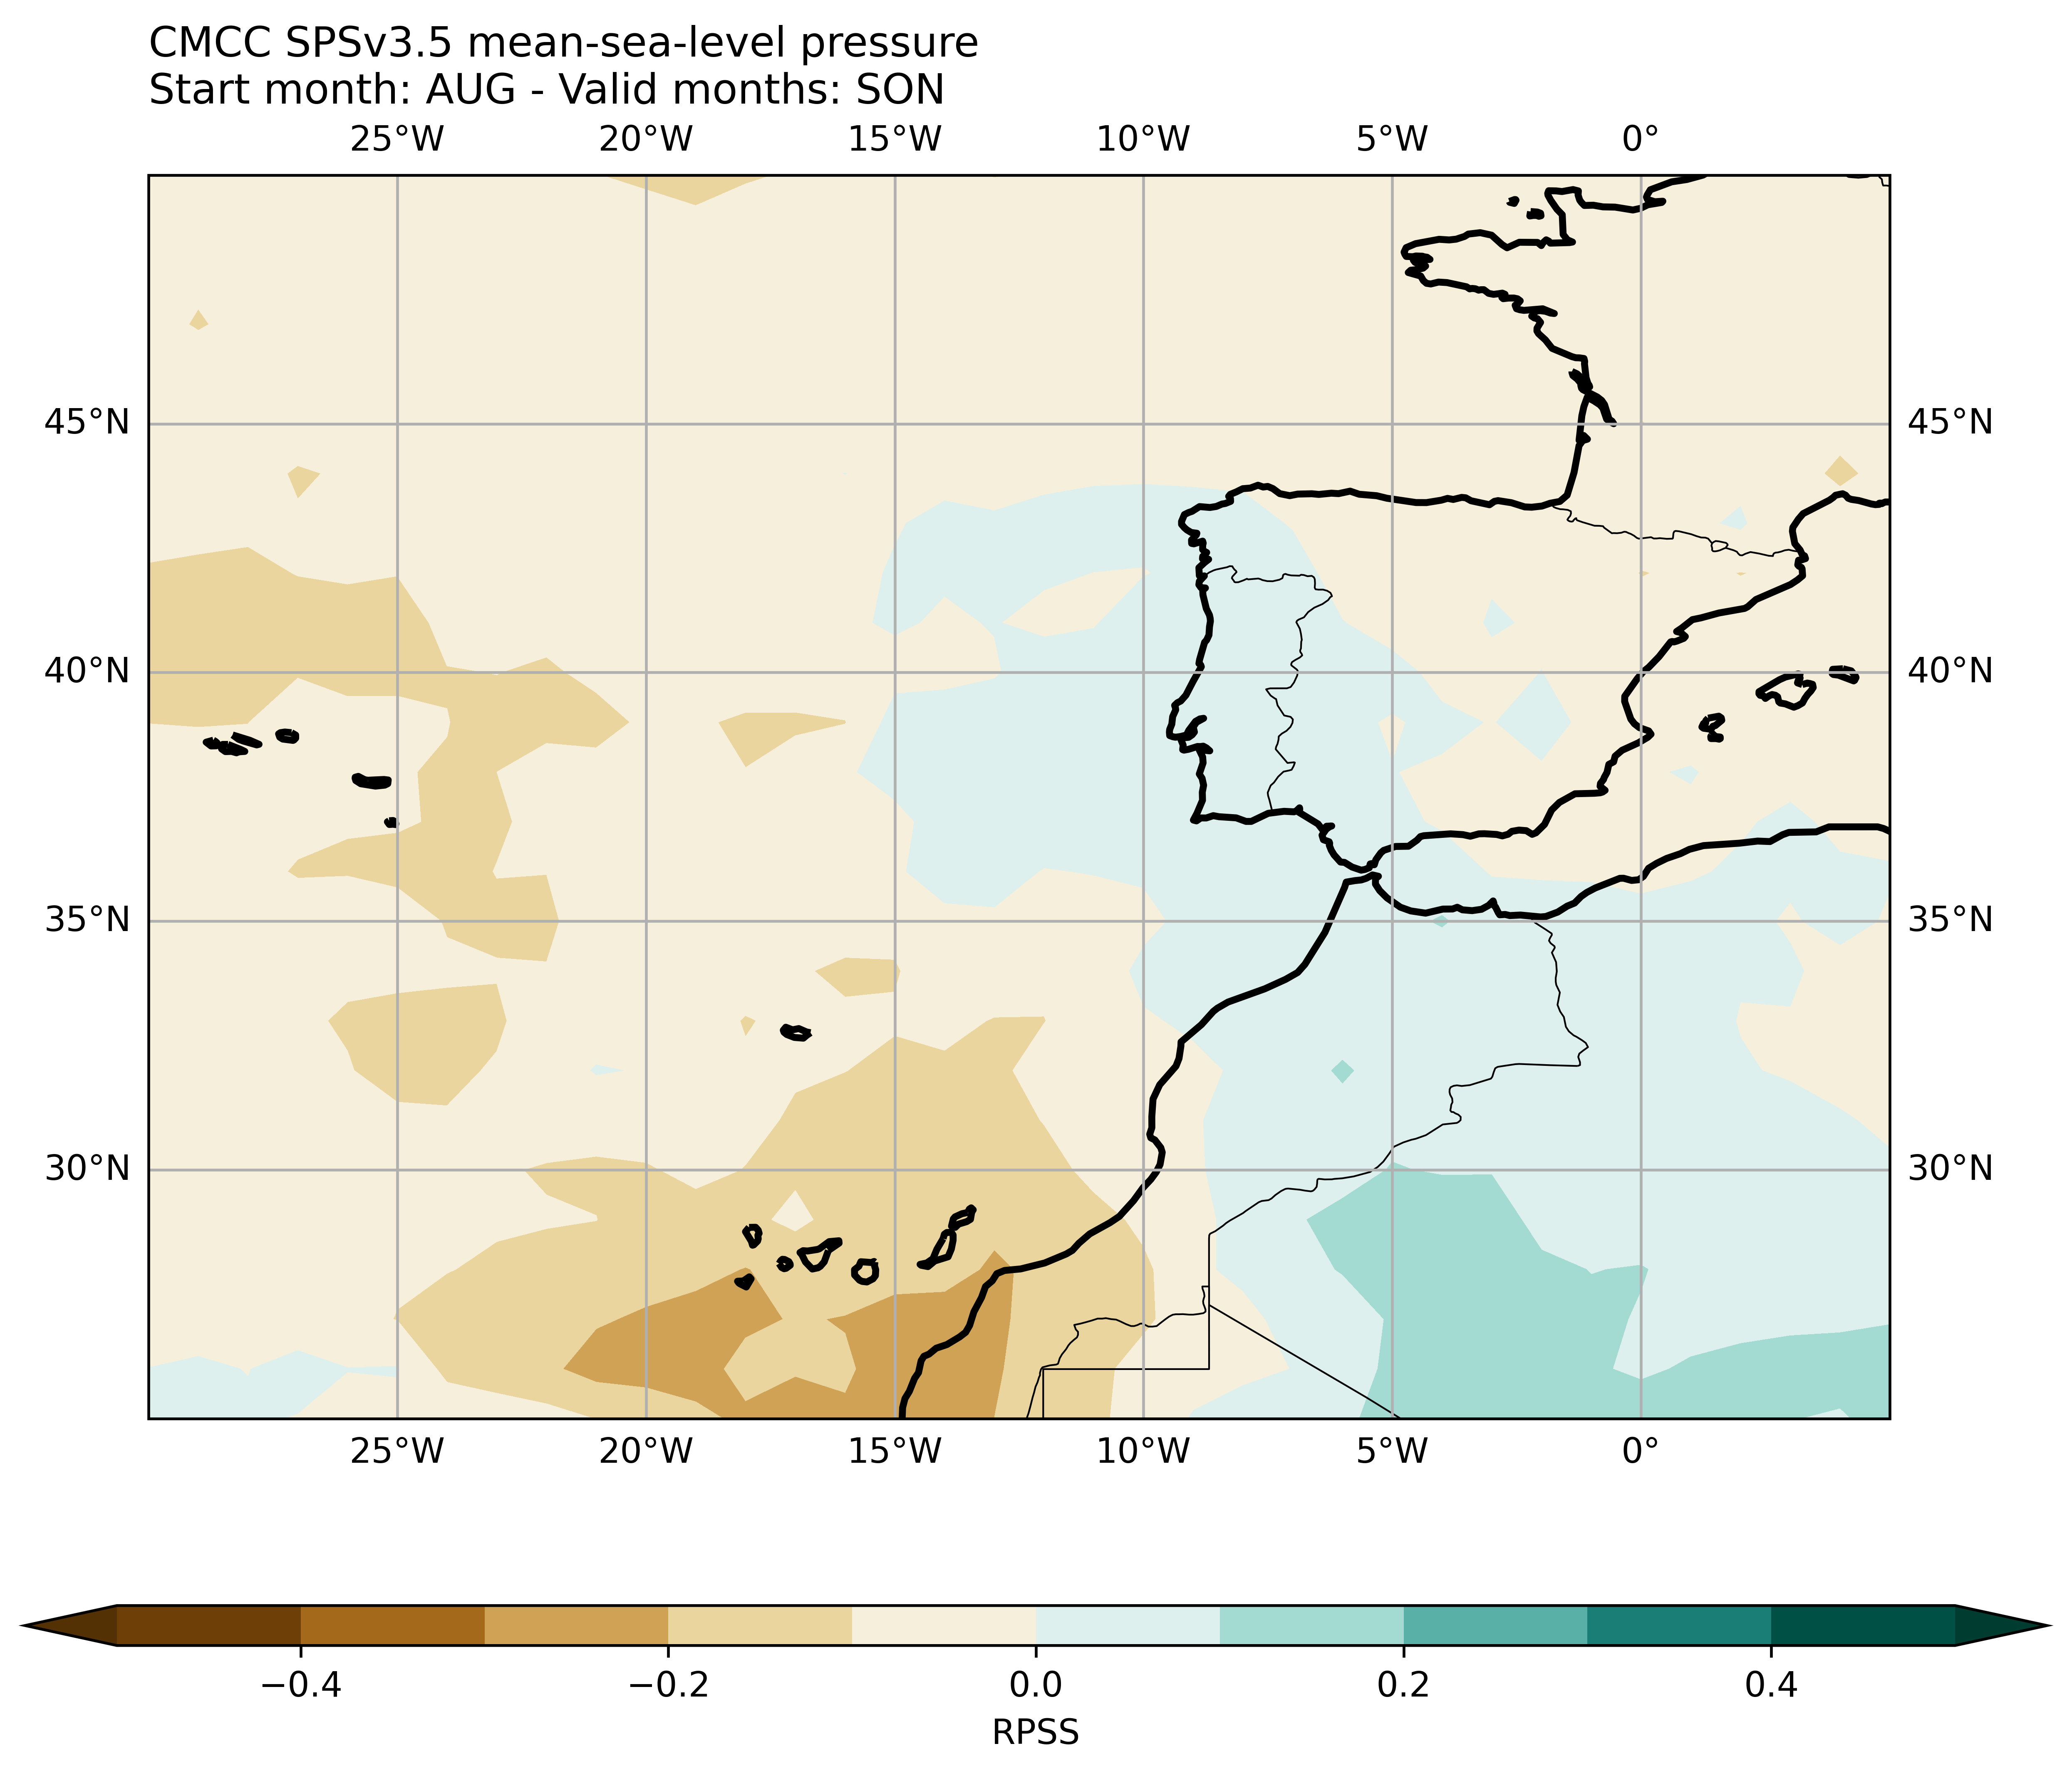 CMCC SPSv3.5 mean-sea-level pressure
Start month: AUG - Valid months: SON
25°W 20°W 15°W 10°W 5°W 0°
45°N 45°N
40°N 40°N
35°N 35°N
30°N 30°N
25°W 20°W 15°W 10°W 5°W 0°
−0.4 −0.2 0.0 0.2 0.4
RPSS